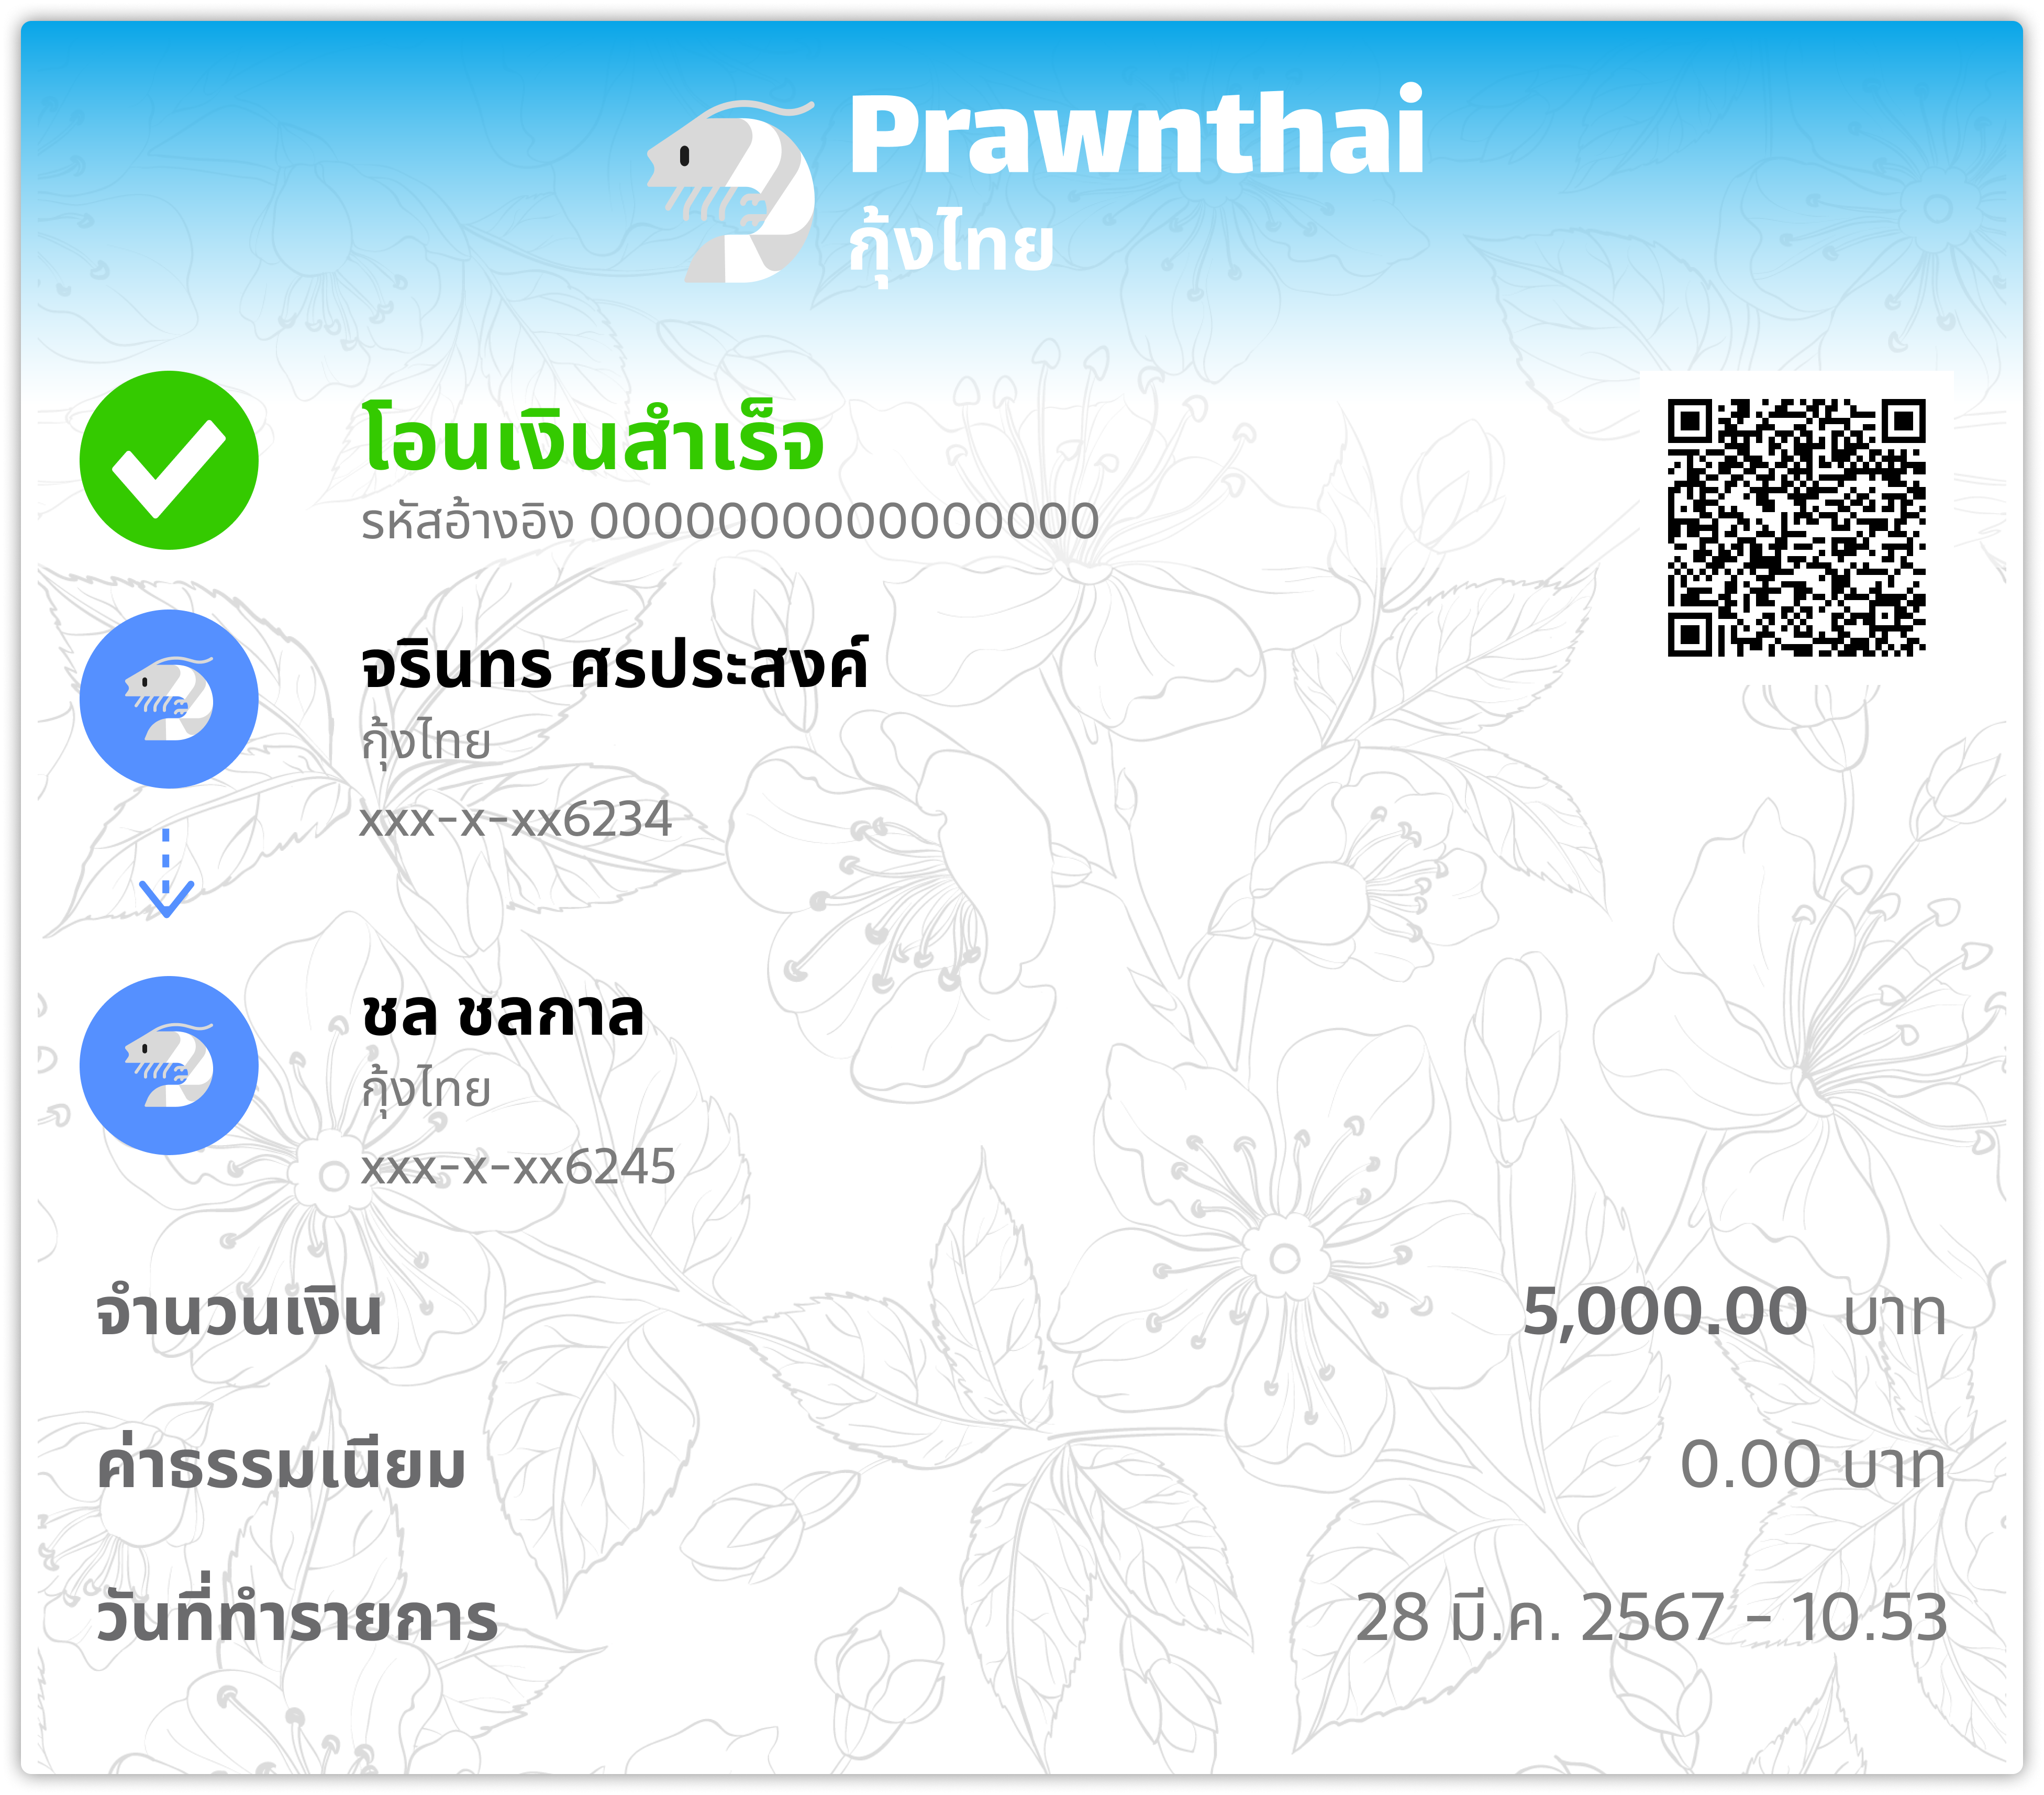 Prawnthai
กุ้งไทย
โอนเงินสำเร็จ
รหัสอ้างอิง 0000000000000000
จรินทร ศรประสงค์
กุ้งไทย
xxx-x-xx6234
ชล ชลกาล
กุ้งไทย
xxx-x-xx6245
จำนวนเงิน 5,000.00 บาท
ค่าธรรมเนียม 0.00 บาท
วันที่ทำรายการ 28 มี.ค. 2567 - 10.53